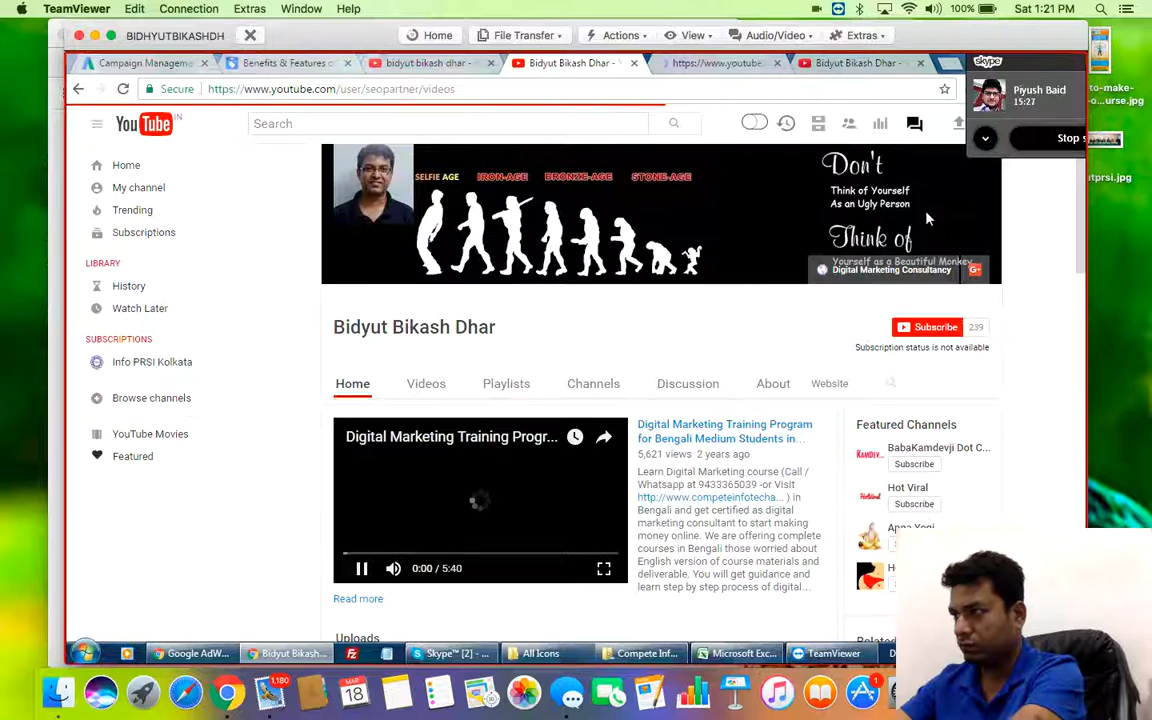 TeamViewer Edit Connection Extras Window Help 100% Sat 1:21 PM
BIDHYUTBIKASHDH Home File Transfer Actions View Audio/Video Extras
Campaign Manageme Benefits & Features o bidyut bikash dhar - Bidyut Bikash Dhar - https://www.youtube. Bidyut Bikash Dhar -
skype
Piyush Baid
15:27
Stop s
Secure https://www.youtube.com/user/seopartner/videos
YouTube IN Search
Home
My channel
Trending
Subscriptions
LIBRARY
History
Watch Later
SUBSCRIPTIONS
Info PRSI Kolkata
Browse channels
YouTube Movies
Featured
SELFIE AGE IRON-AGE BRONZE-AGE STONE-AGE
Don't
Think of Yourself
As an Ugly Person
Think of
Yourself as a Beautiful Monkey
Digital Marketing Consultancy G+
Bidyut Bikash Dhar
Subscribe 239
Subscription status is not available
Home Videos Playlists Channels Discussion About Website
Digital Marketing Training Progr...
0:00 / 5:40
Read more
Digital Marketing Training Program
for Bengali Medium Students in...
5,621 views 2 years ago
Learn Digital Marketing course (Call /
Whatsapp at 9433365039 -or Visit
http://www.competeinfotecha... ) in
Bengali and get certified as digital
marketing consultant to start making
money online. We are offering complete
courses in Bengali those worried about
English version of course materials and
deliverable. You will get guidance and
learn step by step process of digital...
Featured Channels
BabaKamdevji Dot C...
Subscribe
Hot Viral
Subscribe
Apna Yogi
Uploads
Relate
Google AdW... Bidyut Bikash... Skype™ [2] - ... All Icons Compete Inf... Microsoft Exc... TeamViewer
1,180
MAR
18
1
to-make-
-o...urse.jpg
utprsi.jpg